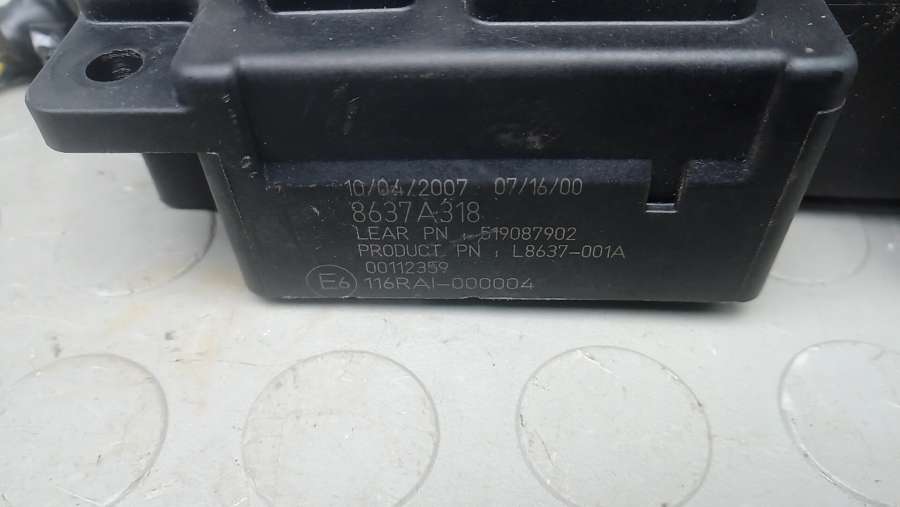 10/04/2007 07/16/00
8637A318
LEAR PN : 519087902
PRODUCT PN : L8637-001A
00112359
E6 116RAI-000004